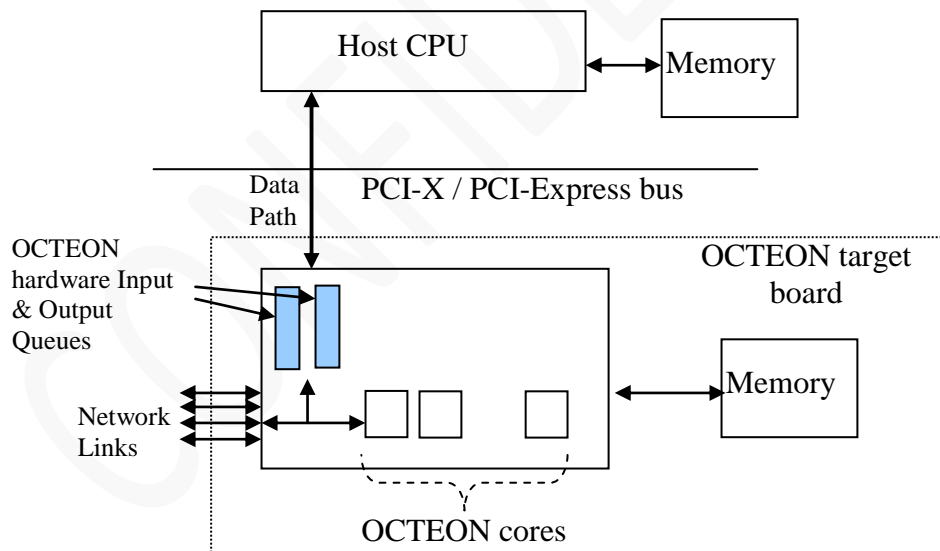 Host CPU
Memory
Data
Path
PCI-X / PCI-Express bus
OCTEON
hardware Input
& Output
Queues
OCTEON target
board
Memory
Network
Links
OCTEON cores